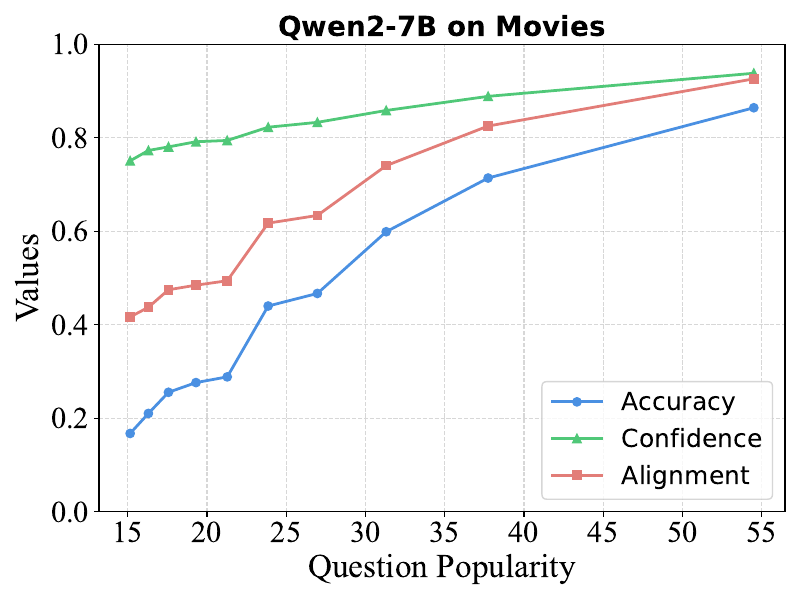 Qwen2-7B on Movies
1.0
0.8
0.6
0.4
0.2
0.0
Values
Accuracy
Confidence
Alignment
15 20 25 30 35 40 45 50 55
Question Popularity